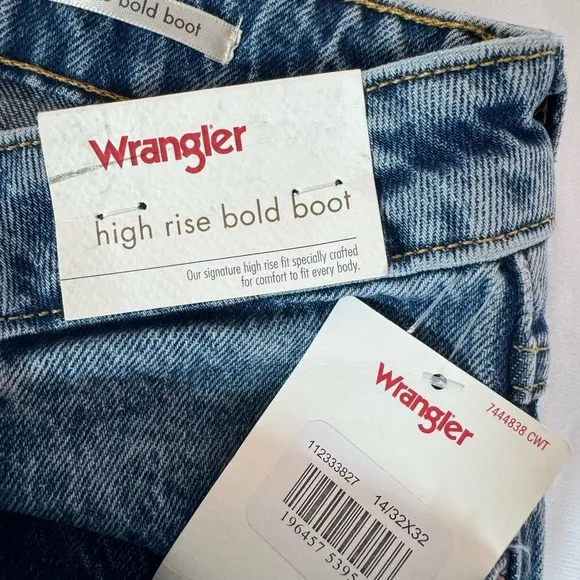 bold boot
Wrangler
high rise bold boot
Our signature high rise fit specially crafted
for comfort to fit every body.
Wrangler
7444838 CWT
112333827 14/32X32
196457 5395